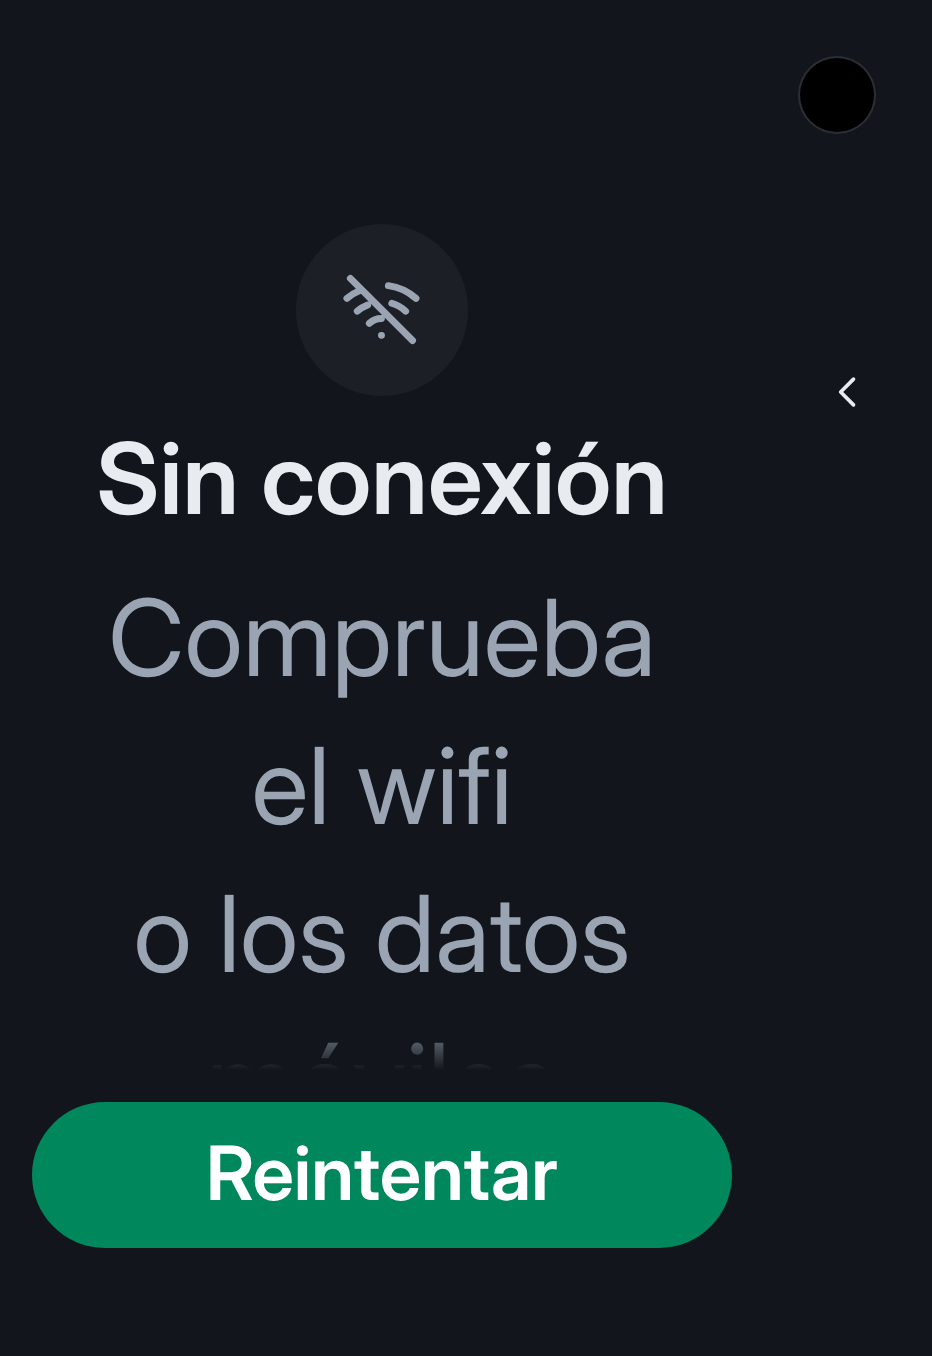 Sin conexión
Comprueba
el wifi
o los datos
Reintentar